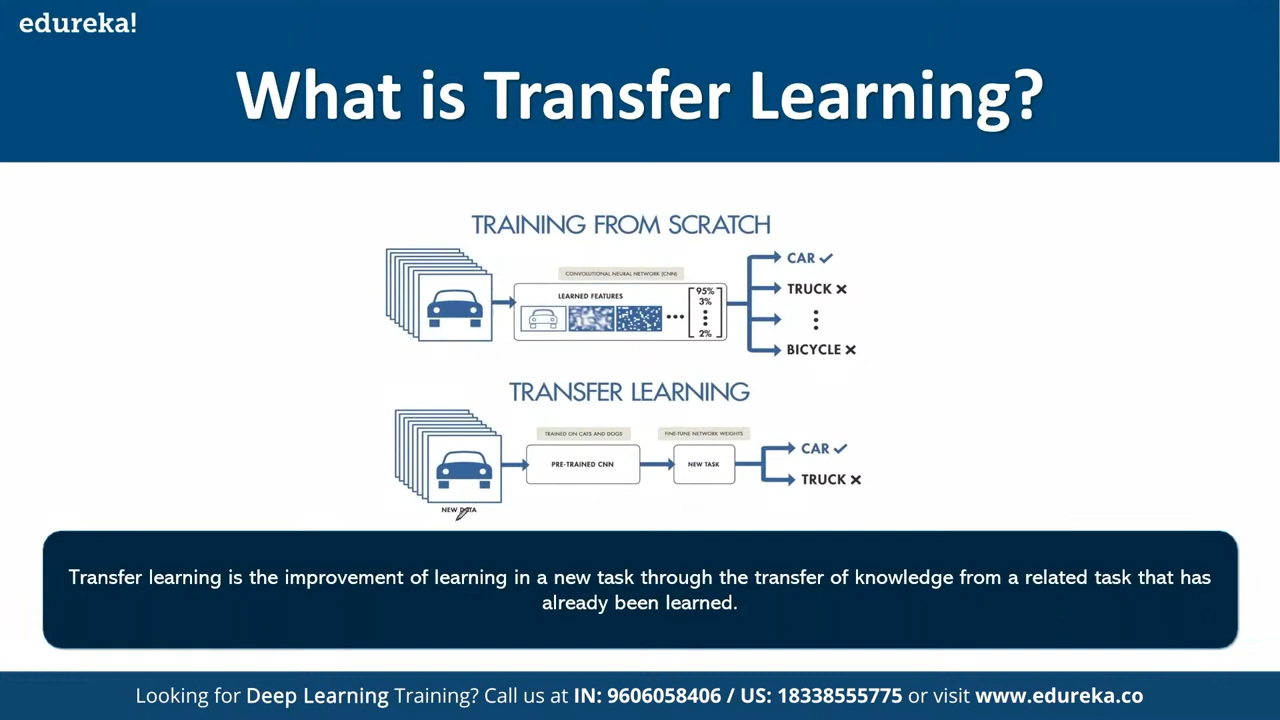 edureka!
What is Transfer Learning?
TRAINING FROM SCRATCH
CONVOLUTIONAL NEURAL NETWORK (CNN)
LEARNED FEATURES
95%
3%
2%
CAR
TRUCK
BICYCLE
TRANSFER LEARNING
TRAINED ON CATS AND DOGS
FINE-TUNE NETWORK WEIGHTS
PRE-TRAINED CNN
NEW TASK
CAR
TRUCK
NEW DATA
Transfer learning is the improvement of learning in a new task through the transfer of knowledge from a related task that has
already been learned.
Looking for Deep Learning Training? Call us at IN: 9606058406 / US: 18338555775 or visit www.edureka.co